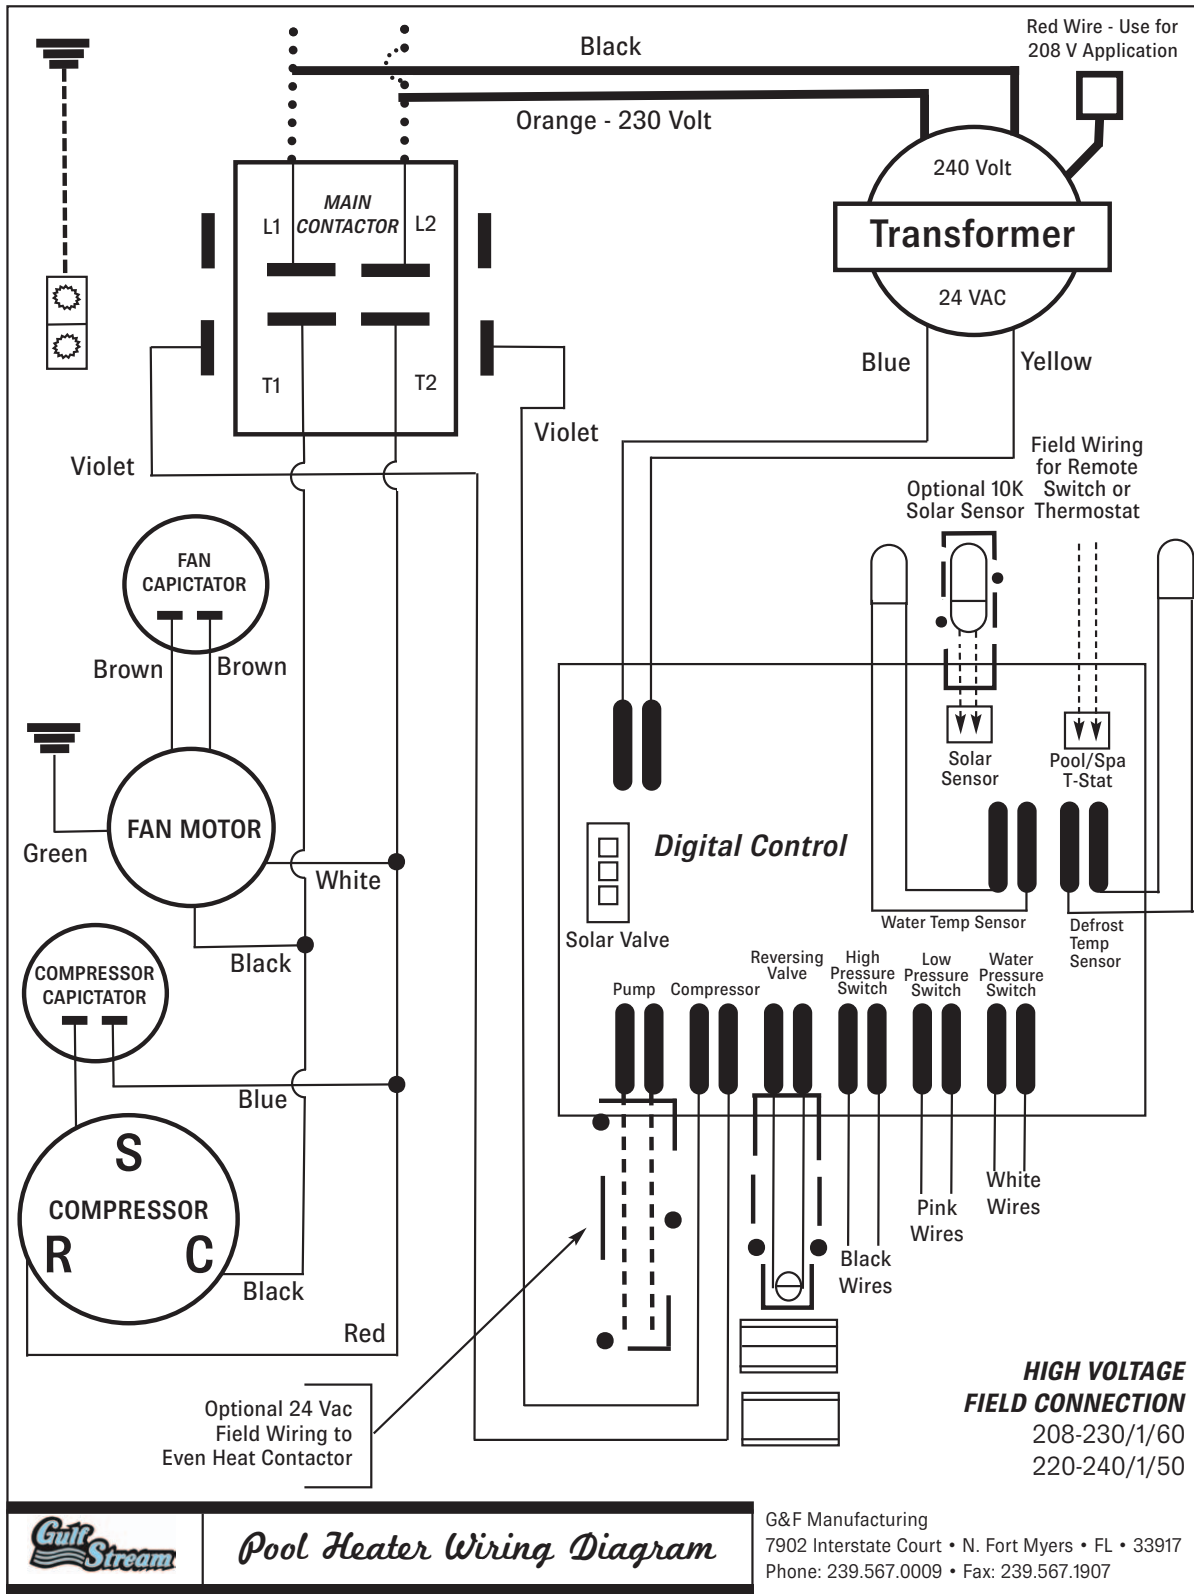 Red Wire - Use for
208 V Application
Black
Orange - 230 Volt
240 Volt
Transformer
24 VAC
MAIN
CONTACTOR
L1
L2
T1
T2
Blue
Yellow
Violet
Violet
Field Wiring
for Remote
Switch or
Thermostat
Optional 10K
Solar Sensor
FAN
CAPICTATOR
Brown
Brown
Solar
Sensor
Pool/Spa
T-Stat
FAN MOTOR
Green
White
Digital Control
Solar Valve
Water Temp Sensor
Defrost
Temp
Sensor
Black
COMPRESSOR
CAPICTATOR
Pump
Compressor
Reversing
Valve
High
Pressure
Switch
Low
Pressure
Switch
Water
Pressure
Switch
Blue
S
COMPRESSOR
R
C
Black
Red
White
Wires
Pink
Wires
Black
Wires
Optional 24 Vac
Field Wiring to
Even Heat Contactor
HIGH VOLTAGE
FIELD CONNECTION
208-230/1/60
220-240/1/50
Gulf
Stream
Pool Heater Wiring Diagram
G&F Manufacturing
7902 Interstate Court • N. Fort Myers • FL • 33917
Phone: 239.567.0009 • Fax: 239.567.1907